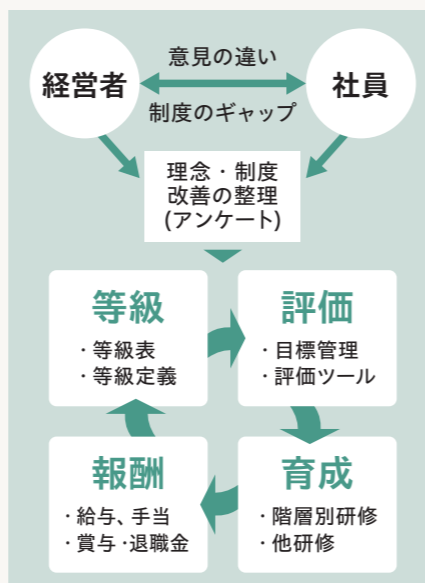 経営者
意見の違い
制度のギャップ
社員
理念・制度
改善の整理
(アンケート)
等級
・等級表
・等級定義
評価
・目標管理
・評価ツール
報酬
・給与、手当
・賞与・退職金
育成
・階層別研修
・他研修